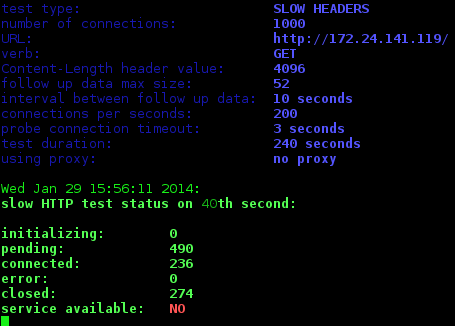 test type: SLOW HEADERS
number of connections: 1000
URL: http://172.24.141.119/
verb: GET
Content-Length header value: 4096
follow up data max size: 52
interval between follow up data: 10 seconds
connections per seconds: 200
probe connection timeout: 3 seconds
test duration: 240 seconds
using proxy: no proxy
Wed Jan 29 15:56:11 2014:
slow HTTP test status on 40th second:
initializing: 0
pending: 490
connected: 236
error: 0
closed: 274
service available: NO